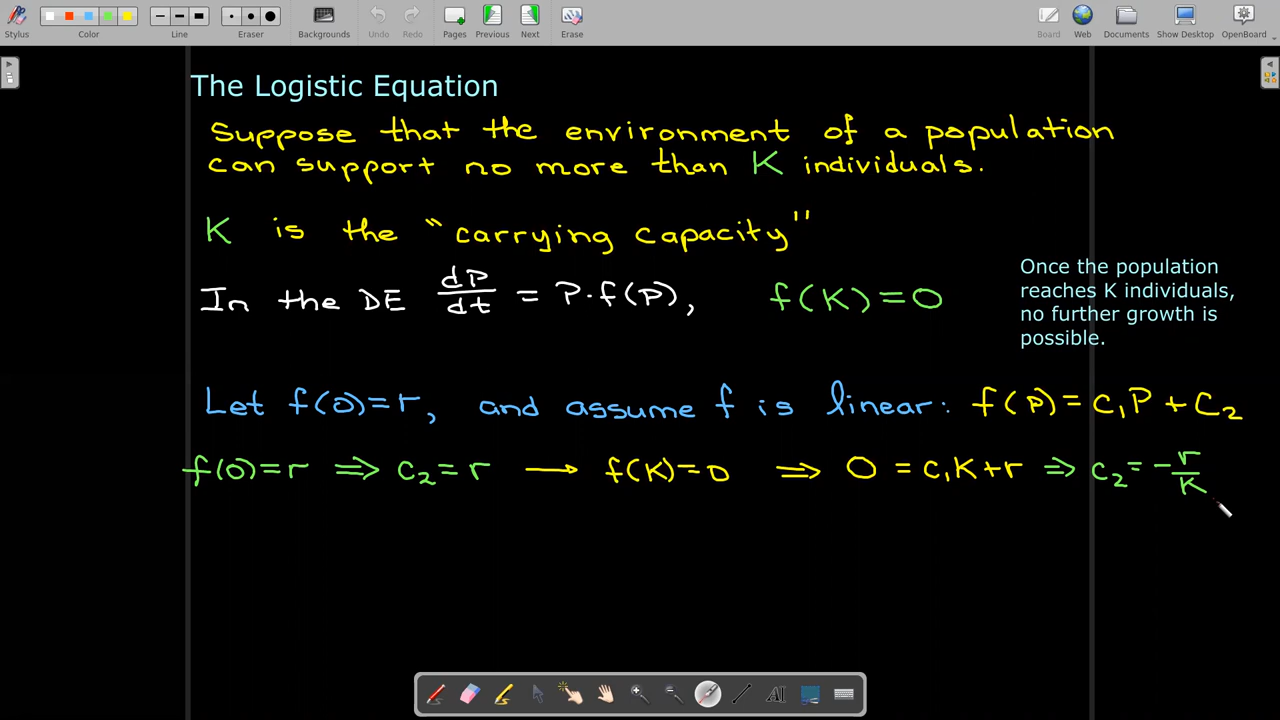 Stylus Color Line Eraser Backgrounds Undo Redo Pages Previous Next Erase Board Web Documents Show Desktop OpenBoard
The Logistic Equation
Suppose that the environment of a population
can support no more than K individuals.
K is the "carrying capacity"
In the DE dP/dt = P·f(P), f(K)=0
Once the population
reaches K individuals,
no further growth is
possible.
Let f(0)=r, and assume f is linear: f(P)=c₁P+c₂
f(0)=r ⇒ c₂=r → f(K)=0 ⇒ 0=c₁K+r ⇒ c₂=-r/K
AI